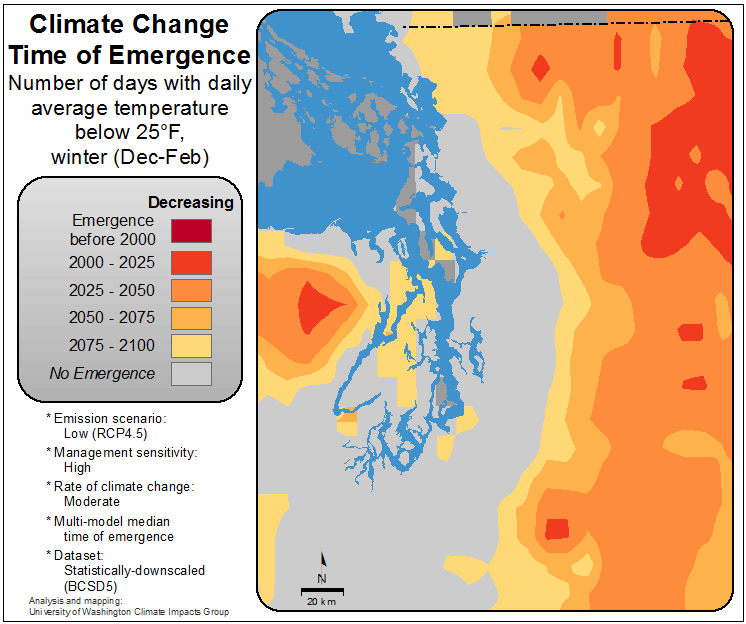 Climate Change
Time of Emergence
Number of days with daily
average temperature
below 25°F,
winter (Dec-Feb)
Decreasing
Emergence
before 2000
2000 - 2025
2025 - 2050
2050 - 2075
2075 - 2100
No Emergence
* Emission scenario:
Low (RCP4.5)
* Management sensitivity:
High
* Rate of climate change:
Moderate
* Multi-model median
time of emergence
* Dataset:
Statistically-downscaled
(BCSD5)
Analysis and mapping:
University of Washington Climate Impacts Group
N
20 km